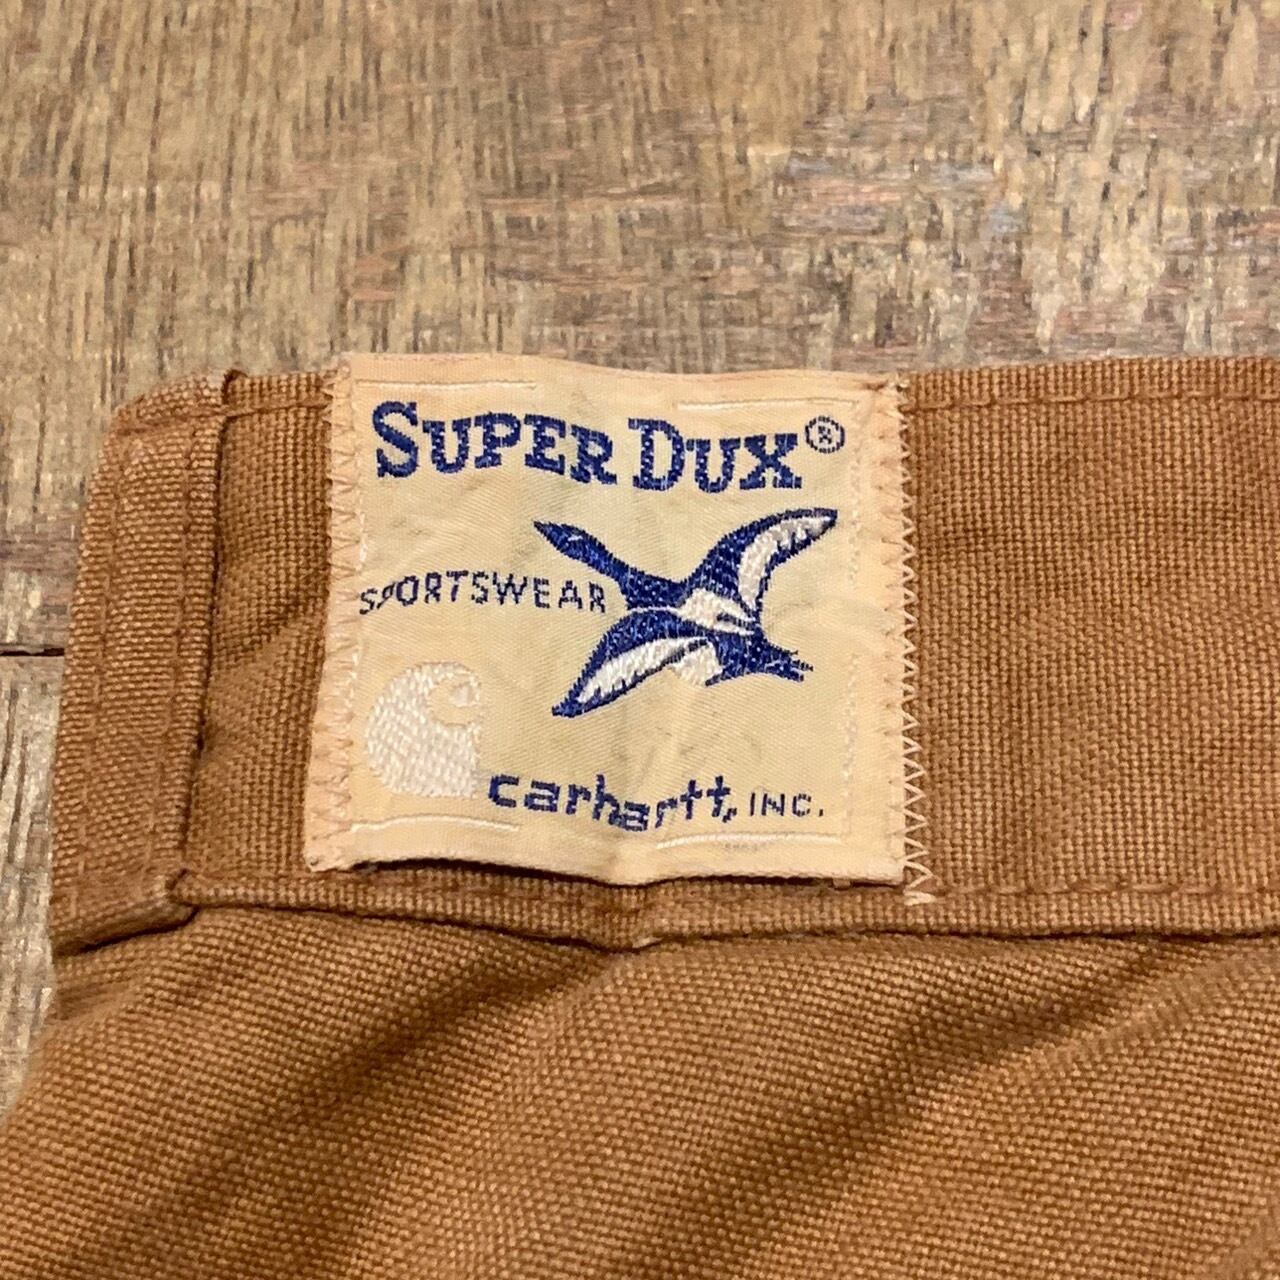 SUPER DUX®
SPORTSWEAR
carhartt, INC.